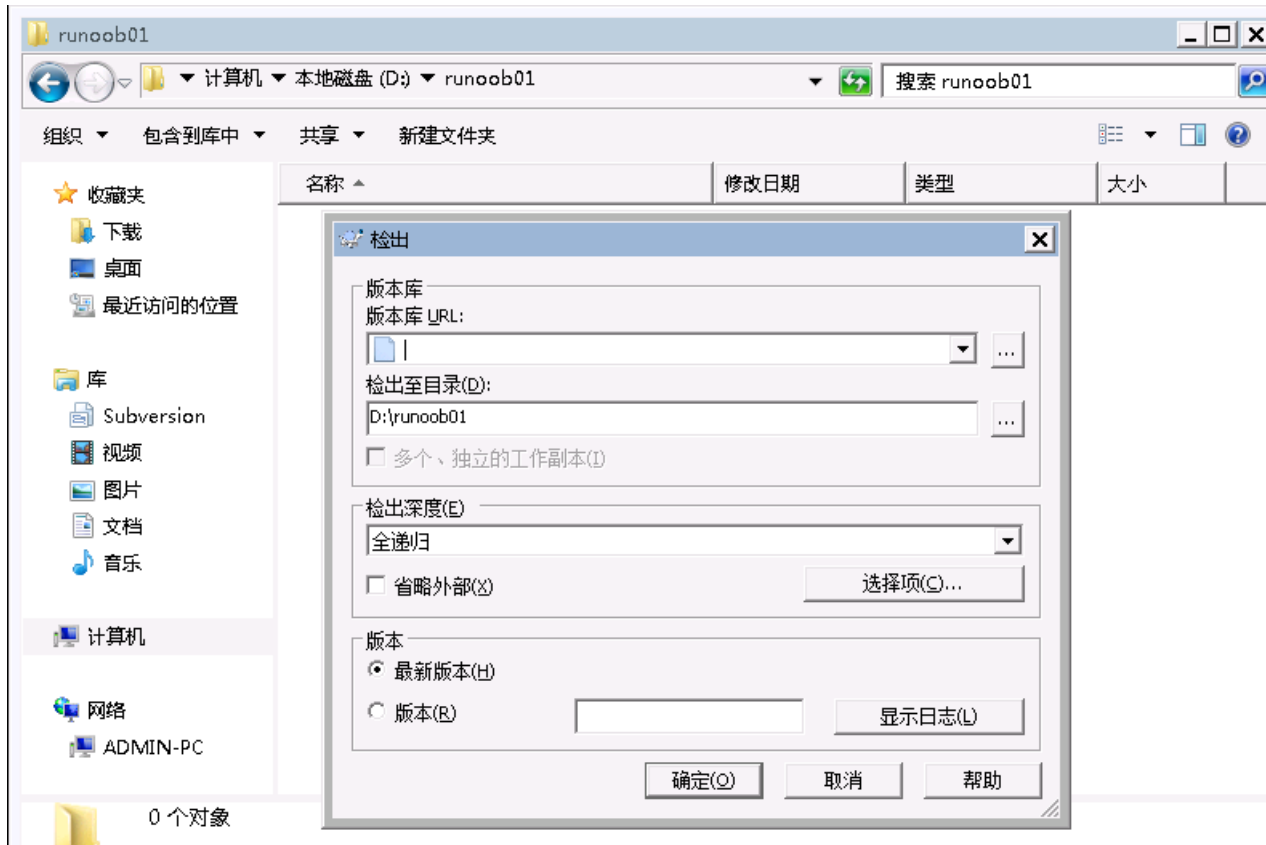 runoob01
计算机 本地磁盘 (D:) runoob01 搜索 runoob01
组织 包含到库中 共享 新建文件夹
名称 修改日期 类型 大小
收藏夹
下载
桌面
最近访问的位置
库
Subversion
视频
图片
文档
音乐
计算机
网络
ADMIN-PC
0 个对象
检出
版本库
版本库 URL:
...
检出至目录(D):
D:\runoob01 ...
多个、独立的工作副本(I)
检出深度(E)
全递归
省略外部(X) 选择项(C)...
版本
最新版本(H)
版本(R) 显示日志(L)
确定(O) 取消 帮助